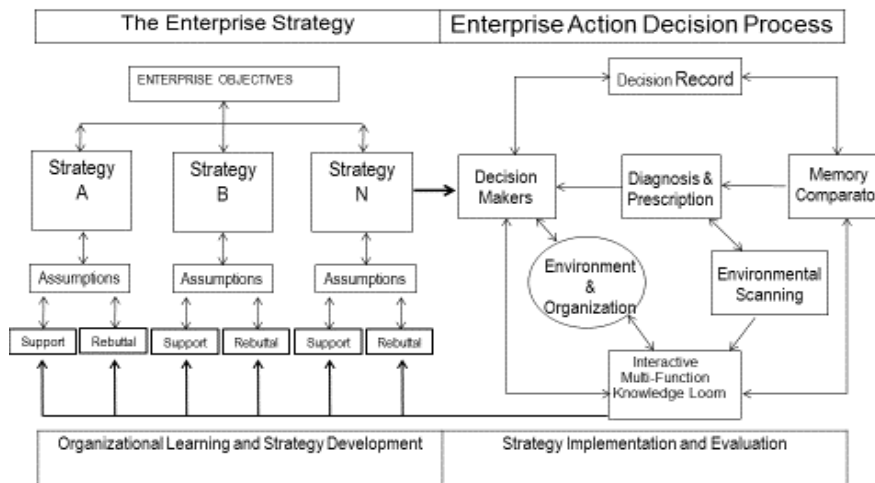 The Enterprise Strategy
Enterprise Action Decision Process
ENTERPRISE OBJECTIVES
Decision Record
Strategy
A
Strategy
B
Strategy
N
Decision
Makers
Diagnosis &
Prescription
Memory
Comparator
Assumptions
Assumptions
Assumptions
Environment
&
Organization
Environmental
Scanning
Support
Rebuttal
Support
Rebuttal
Support
Rebuttal
Interactive
Multi-Function
Knowledge Loom
Organizational Learning and Strategy Development
Strategy Implementation and Evaluation